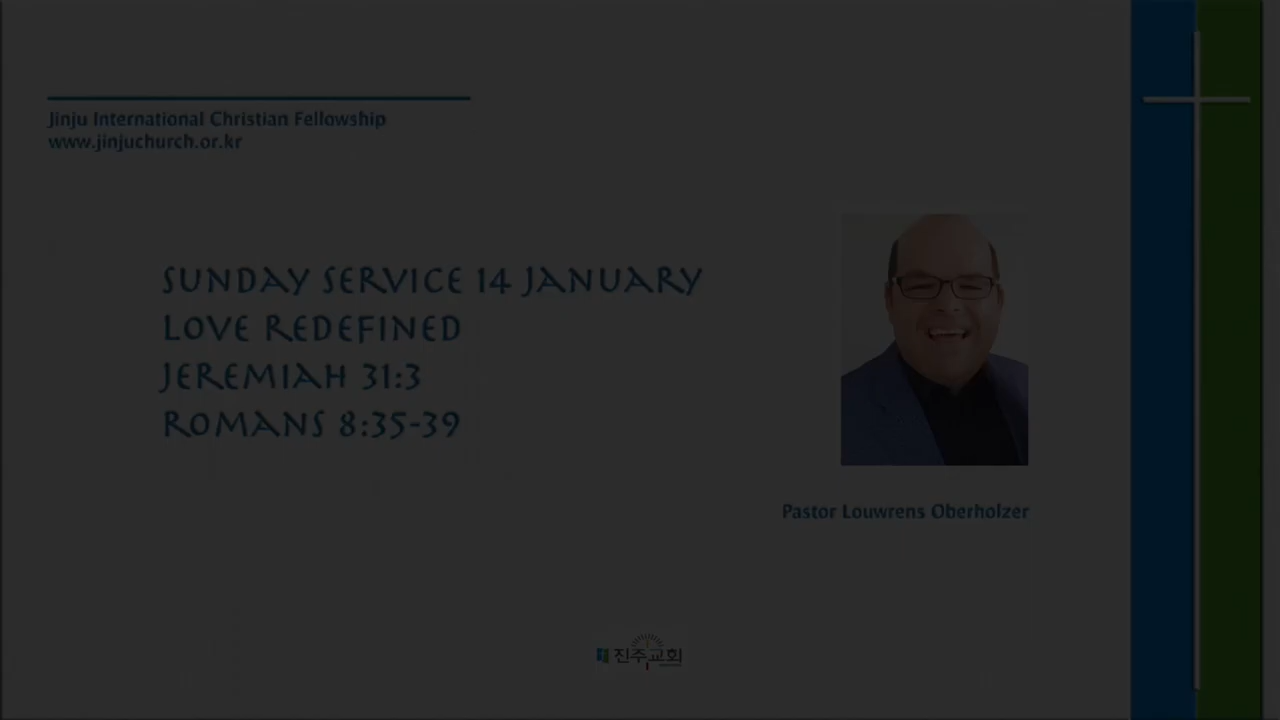 Jinju International Christian Fellowship
www.jinjuchurch.or.kr
SUNDAY SERVICE 14 JANUARY
LOVE REDEFINED
JEREMIAH 31:3
ROMANS 8:35-39
Pastor Louwrens Oberholzer
진주교회